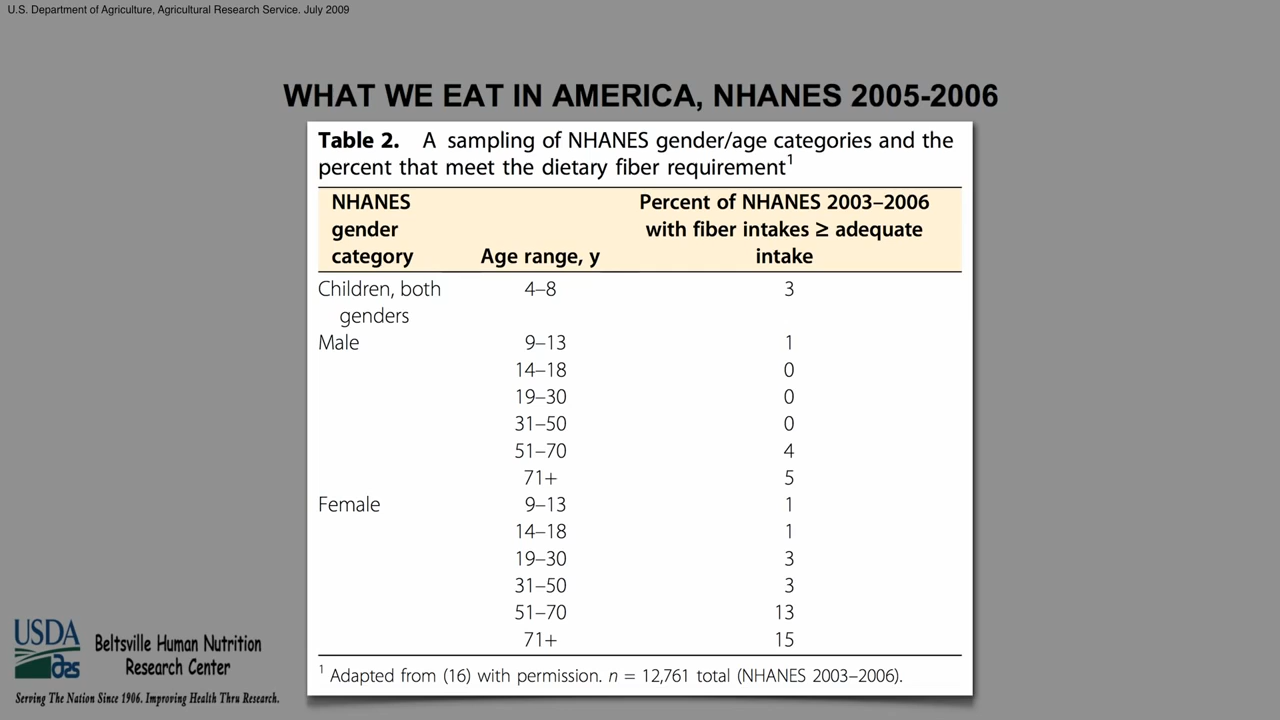 U.S. Department of Agriculture, Agricultural Research Service. July 2009
WHAT WE EAT IN AMERICA, NHANES 2005-2006
Table 2. A sampling of NHANES gender/age categories and the
percent that meet the dietary fiber requirement1
NHANES gender category Age range, y Percent of NHANES 2003–2006 with fiber intakes ≥ adequate intake
Children, both genders 4–8 3
Male 9–13 1
14–18 0
19–30 0
31–50 0
51–70 4
71+ 5
Female 9–13 1
14–18 1
19–30 3
31–50 3
51–70 13
71+ 15
1 Adapted from (16) with permission. n = 12,761 total (NHANES 2003–2006).
USDA
ars
Beltsville Human Nutrition
Research Center
Serving The Nation Since 1906. Improving Health Thru Research.